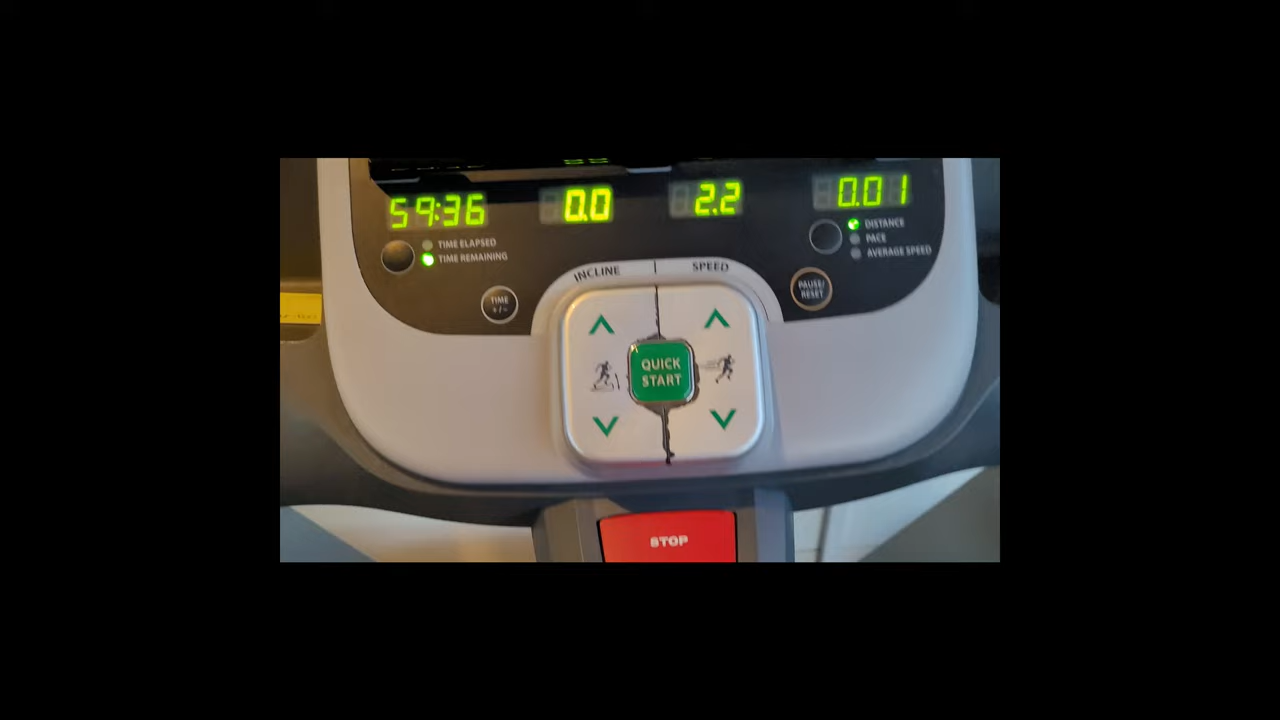 59:36 0.0 2.2 0.01
TIME ELAPSED
TIME REMAINING
DISTANCE
PACE
AVERAGE SPEED
INCLINE | SPEED
TIME
+/-
PAUSE/
RESET
QUICK
START
STOP